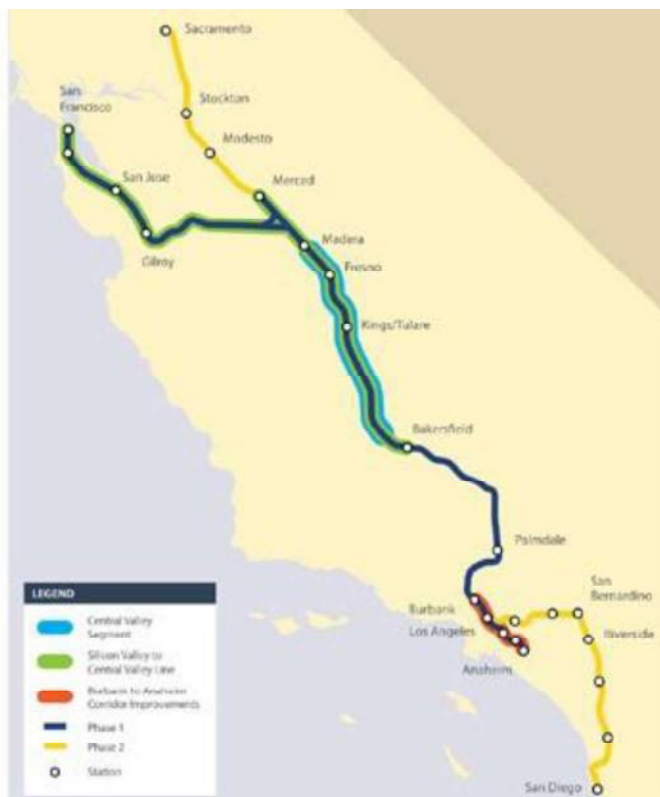 Sacramento
San
Francisco
Stockton
Modesto
San Jose
Merced
Gilroy
Madera
Fresno
Kings/Tulare
Bakersfield
Palmdale
San
Bernardino
Burbank
Los Angeles
Riverside
Anaheim
San Diego
LEGEND
Central Valley
Segment
Silicon Valley to
Central Valley Line
Burbank to Anaheim
Corridor Improvements
Phase 1
Phase 2
Station